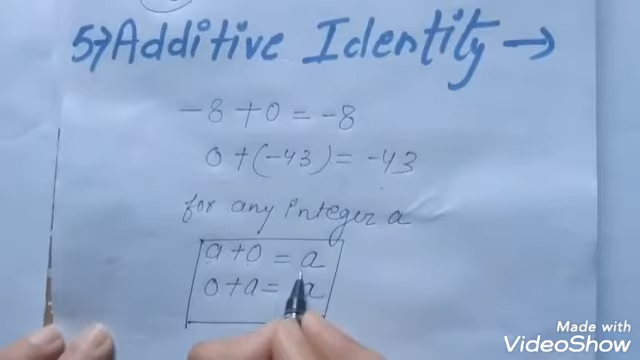 5→Additive Identity →
-8+0=-8
0+(-43)=-43
for any integer a
a+0=a
0+a=a
Made with
VideoShow